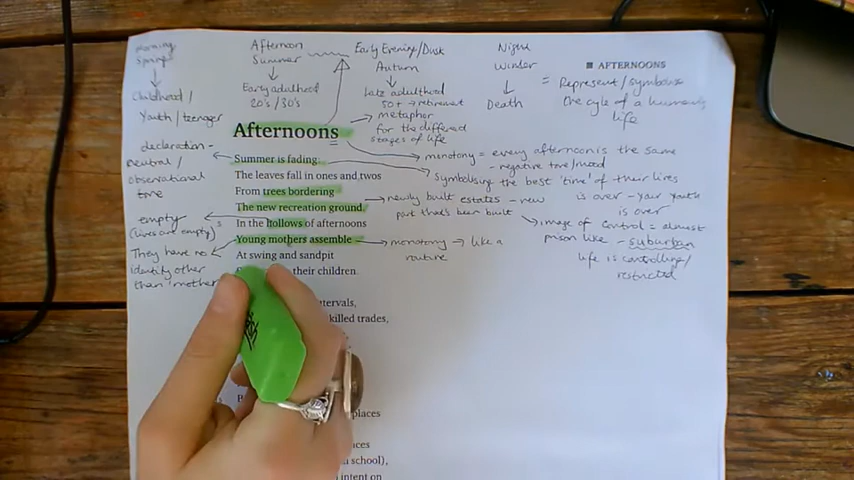 Morning
Spring
Childhood /
Youth / teenager
Afternoon
Summer
Early adulhood
20's / 30's
Early Evening / Dusk
Autumn
Late adulthood
50+ → retirement
Night
Winter
Death
= Represent / symbolise
the cycle of a human's
life
■ AFTERNOONS
metaphor
for the different
stages of life
Afternoons
monotony = every afternoon is the same
- negative tone / mood
declaration -
neutral /
observational
tone
Summer is fading:
Symbolising the best 'time' of their lives
is over - your youth
is over
The leaves fall in ones and twos
From trees bordering
The new recreation ground.
newly built estates - new
part that's been built
image of control = almost
prison like - suburban
life is controlling /
restricted
empty
(lives are empty)
In the hollows of afternoons
Young mothers assemble
monotony → like a
routine
They have no
identity other
than 'mother
At swing and sandpit
their children.
intervals,
killed trades,
places
school),
intent on